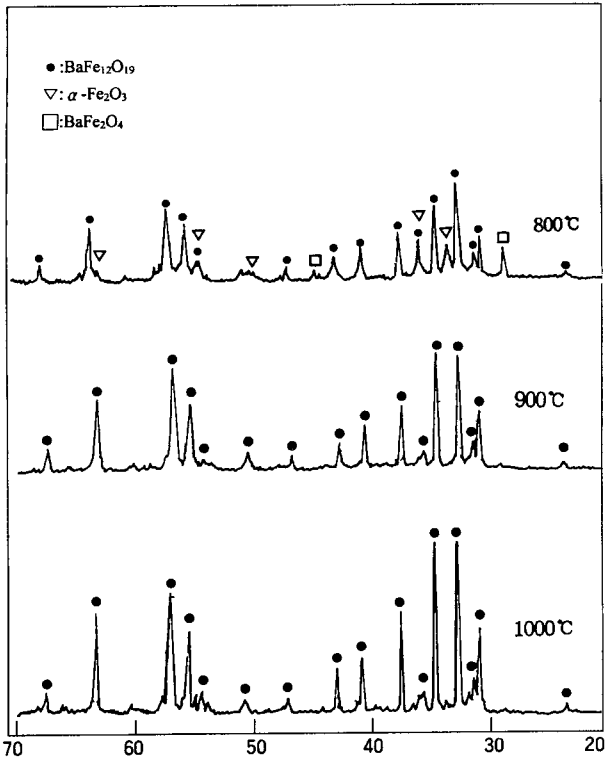 ● :BaFe₁₂O₁₉
▽ : α-Fe₂O₃
□ :BaFe₂O₄
800℃
900℃
1000℃
70 60 50 40 30 20